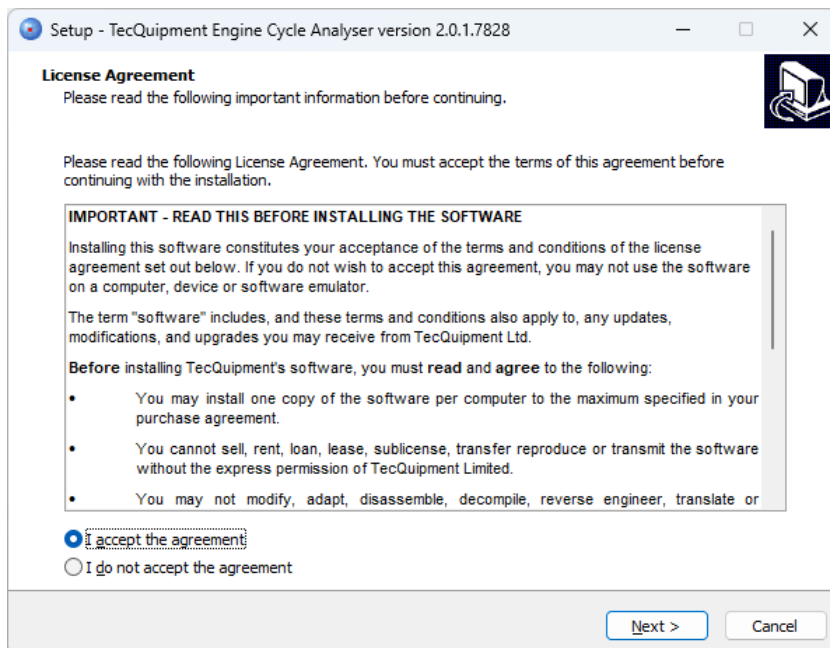 Setup - TecQuipment Engine Cycle Analyser version 2.0.1.7828
License Agreement
Please read the following important information before continuing.
Please read the following License Agreement. You must accept the terms of this agreement before
continuing with the installation.
IMPORTANT - READ THIS BEFORE INSTALLING THE SOFTWARE
Installing this software constitutes your acceptance of the terms and conditions of the license
agreement set out below. If you do not wish to accept this agreement, you may not use the software
on a computer, device or software emulator.
The term "software" includes, and these terms and conditions also apply to, any updates,
modifications, and upgrades you may receive from TecQuipment Ltd.
Before installing TecQuipment's software, you must read and agree to the following:
• You may install one copy of the software per computer to the maximum specified in your
purchase agreement.
• You cannot sell, rent, loan, lease, sublicense, transfer reproduce or transmit the software
without the express permission of TecQuipment Limited.
• You may not modify, adapt, disassemble, decompile, reverse engineer, translate or
I accept the agreement
I do not accept the agreement
Next >
Cancel